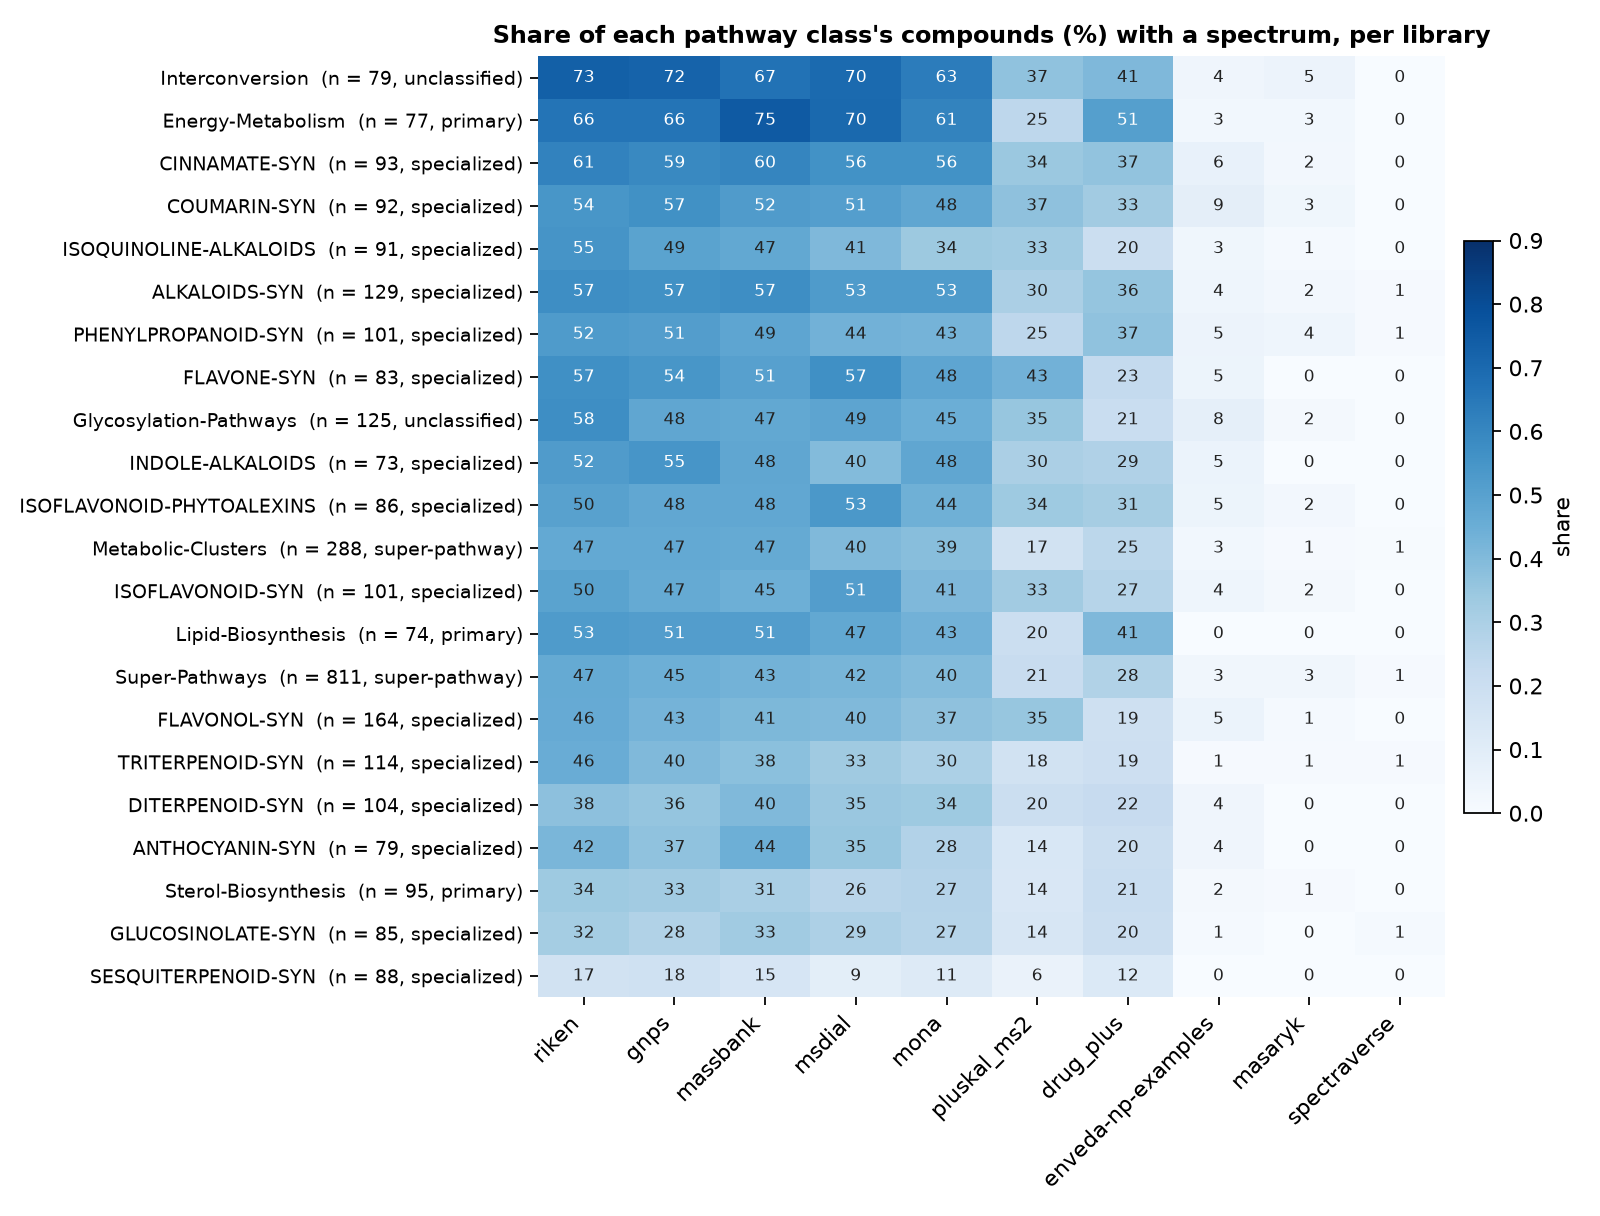 Share of each pathway class's compounds (%) with a spectrum, per library
Interconversion (n = 79, unclassified) 73 72 67 70 63 37 41 4 5 0
Energy-Metabolism (n = 77, primary) 66 66 75 70 61 25 51 3 3 0
CINNAMATE-SYN (n = 93, specialized) 61 59 60 56 56 34 37 6 2 0
COUMARIN-SYN (n = 92, specialized) 54 57 52 51 48 37 33 9 3 0
ISOQUINOLINE-ALKALOIDS (n = 91, specialized) 55 49 47 41 34 33 20 3 1 0
ALKALOIDS-SYN (n = 129, specialized) 57 57 57 53 53 30 36 4 2 1
PHENYLPROPANOID-SYN (n = 101, specialized) 52 51 49 44 43 25 37 5 4 1
FLAVONE-SYN (n = 83, specialized) 57 54 51 57 48 43 23 5 0 0
Glycosylation-Pathways (n = 125, unclassified) 58 48 47 49 45 35 21 8 2 0
INDOLE-ALKALOIDS (n = 73, specialized) 52 55 48 40 48 30 29 5 0 0
ISOFLAVONOID-PHYTOALEXINS (n = 86, specialized) 50 48 48 53 44 34 31 5 2 0
Metabolic-Clusters (n = 288, super-pathway) 47 47 47 40 39 17 25 3 1 1
ISOFLAVONOID-SYN (n = 101, specialized) 50 47 45 51 41 33 27 4 2 0
Lipid-Biosynthesis (n = 74, primary) 53 51 51 47 43 20 41 0 0 0
Super-Pathways (n = 811, super-pathway) 47 45 43 42 40 21 28 3 3 1
FLAVONOL-SYN (n = 164, specialized) 46 43 41 40 37 35 19 5 1 0
TRITERPENOID-SYN (n = 114, specialized) 46 40 38 33 30 18 19 1 1 1
DITERPENOID-SYN (n = 104, specialized) 38 36 40 35 34 20 22 4 0 0
ANTHOCYANIN-SYN (n = 79, specialized) 42 37 44 35 28 14 20 4 0 0
Sterol-Biosynthesis (n = 95, primary) 34 33 31 26 27 14 21 2 1 0
GLUCOSINOLATE-SYN (n = 85, specialized) 32 28 33 29 27 14 20 1 0 1
SESQUITERPENOID-SYN (n = 88, specialized) 17 18 15 9 11 6 12 0 0 0
riken gnps massbank msdial mona pluskal_ms2 drug_plus enveda-np-examples masaryk spectraverse
0.9
0.8
0.7
0.6
0.5
0.4
0.3
0.2
0.1
0.0
share